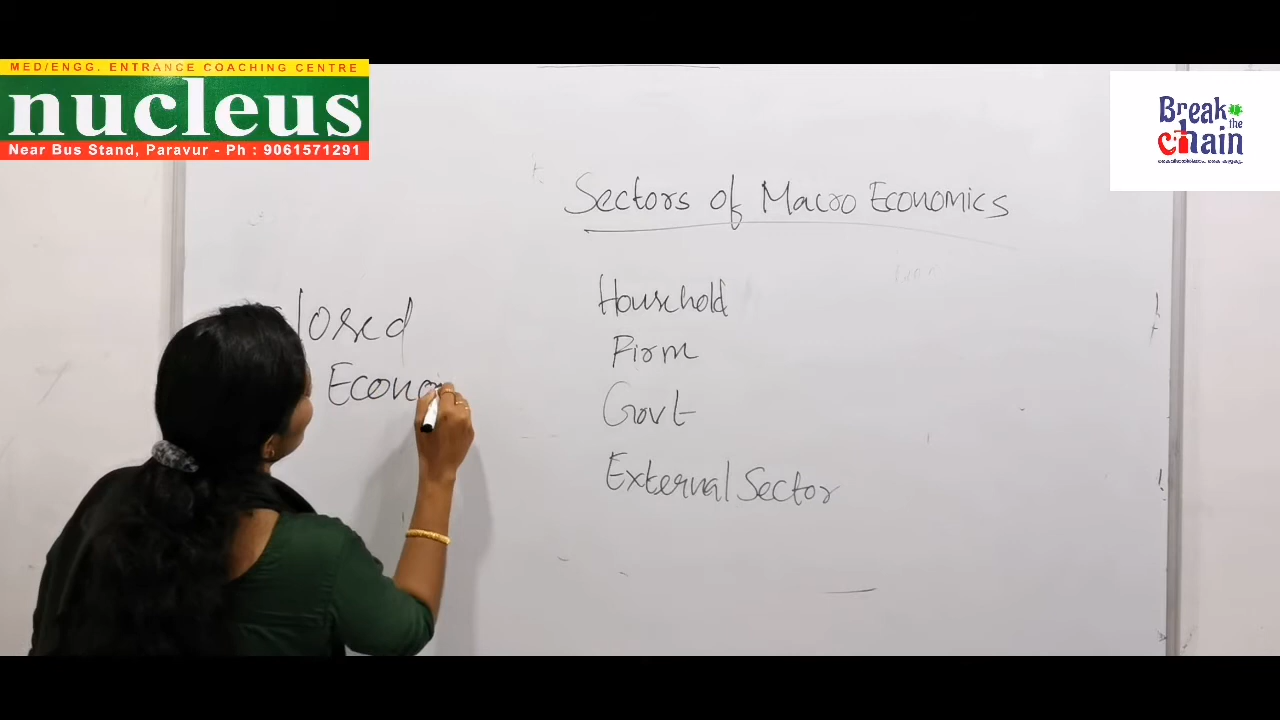 MED/ENGG. ENTRANCE COACHING CENTRE
nucleus
Near Bus Stand, Paravur - Ph : 9061571291
Break
the
chain
Sectors of Macro Economics
Household
Firm
Govt
External Sector
losed
Econo